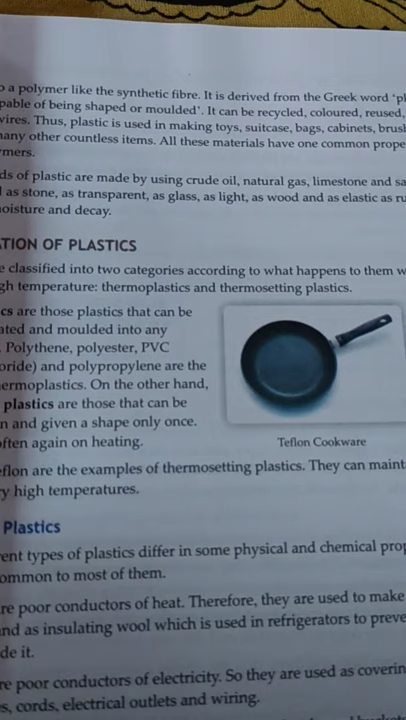 o a polymer like the synthetic fibre. It is derived from the Greek word 'pl
pable of being shaped or moulded'. It can be recycled, coloured, reused,
vires. Thus, plastic is used in making toys, suitcase, bags, cabinets, brush
nany other countless items. All these materials have one common prope
ymers.
ds of plastic are made by using crude oil, natural gas, limestone and sa
l as stone, as transparent, as glass, as light, as wood and as elastic as ru
noisture and decay.
TION OF PLASTICS
e classified into two categories according to what happens to them w
gh temperature: thermoplastics and thermosetting plastics.
cs are those plastics that can be
ated and moulded into any
. Polythene, polyester, PVC
oride) and polypropylene are the
ermoplastics. On the other hand,
plastics are those that can be
n and given a shape only once.
often again on heating.
Teflon Cookware
eflon are the examples of thermosetting plastics. They can maint
ry high temperatures.
Plastics
rent types of plastics differ in some physical and chemical prop
ommon to most of them.
re poor conductors of heat. Therefore, they are used to make
and as insulating wool which is used in refrigerators to preve
de it.
re poor conductors of electricity. So they are used as coverin
s, cords, electrical outlets and wiring.